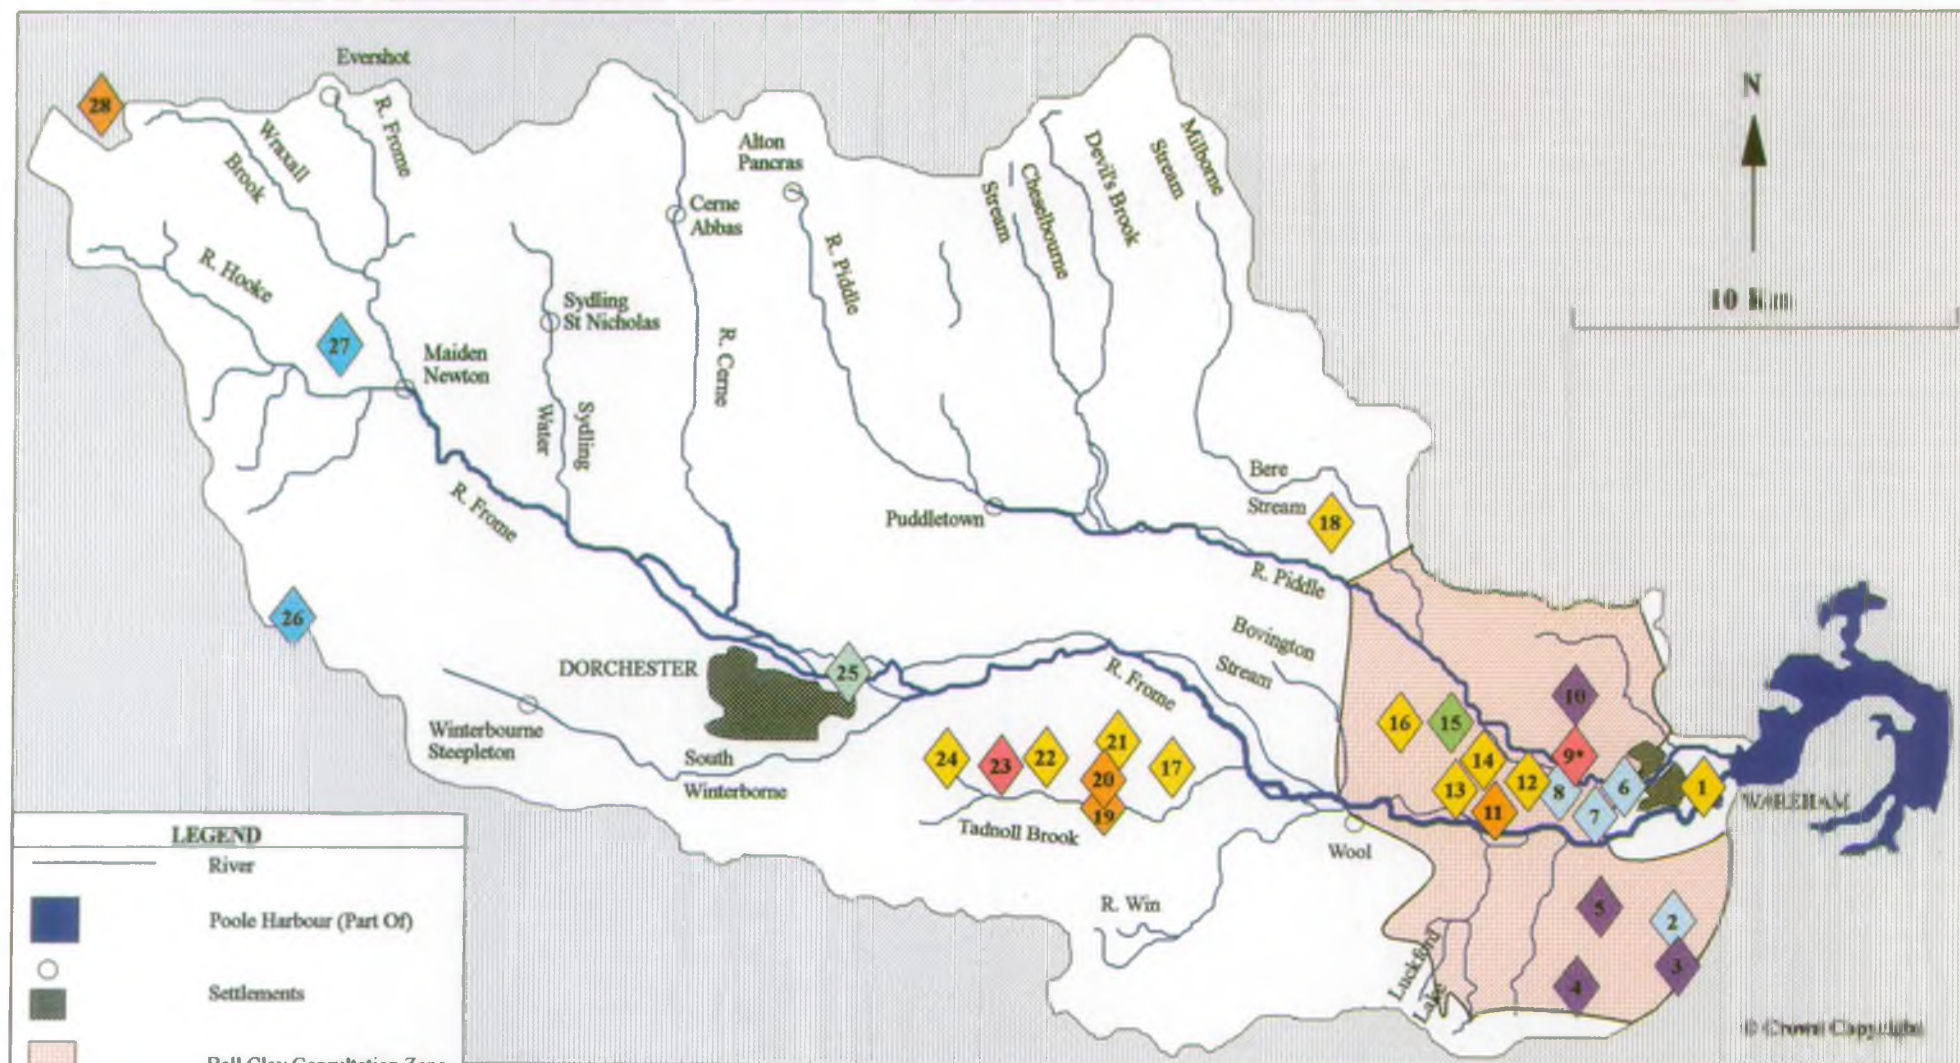 Evershot
28
R. Frome
Wraxall
Brook
N
Alton
Pancras
Milborne
Stream
Devil's Brook
Cheselbourne
Stream
Cerne
Abbas
R. Piddle
R. Hooke
10 Km
Sydling
St Nicholas
27
Maiden
Newton
R. Cerne
Sydling
Water
Bere
Stream
R. Frome
Puddletown
18
R. Piddle
26
Bovington
Stream
DORCHESTER
25
R. Frome
10
Winterbourne
Steepleton
16
15
South
Winterborne
24
23
22
21
20
19
17
14
13
12
11
9*
8
7
6
1
WAREHAM
Tadnoll Brook
Wool
R. Win
5
2
3
4
Luckford
Lake
© Crown Copyright
LEGEND
River
Poole Harbour (Part Of)
Settlements
Ball Clay Consultation Zone